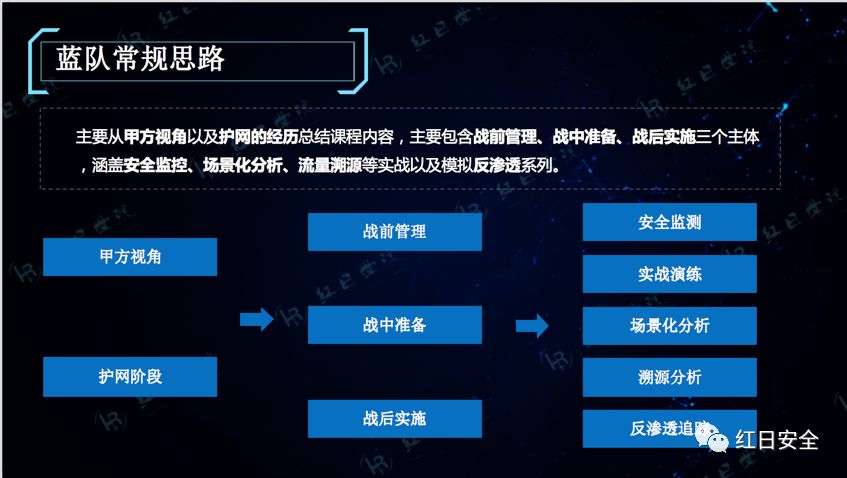 蓝队常规思路
主要从甲方视角以及护网的经历总结课程内容，主要包含战前管理、战中准备、战后实施三个主体
，涵盖安全监控、场景化分析、流量溯源等实战以及模拟反渗透系列。
甲方视角
护网阶段
战前管理
战中准备
战后实施
安全监测
实战演练
场景化分析
溯源分析
反渗透追踪
红日安全
红日学院